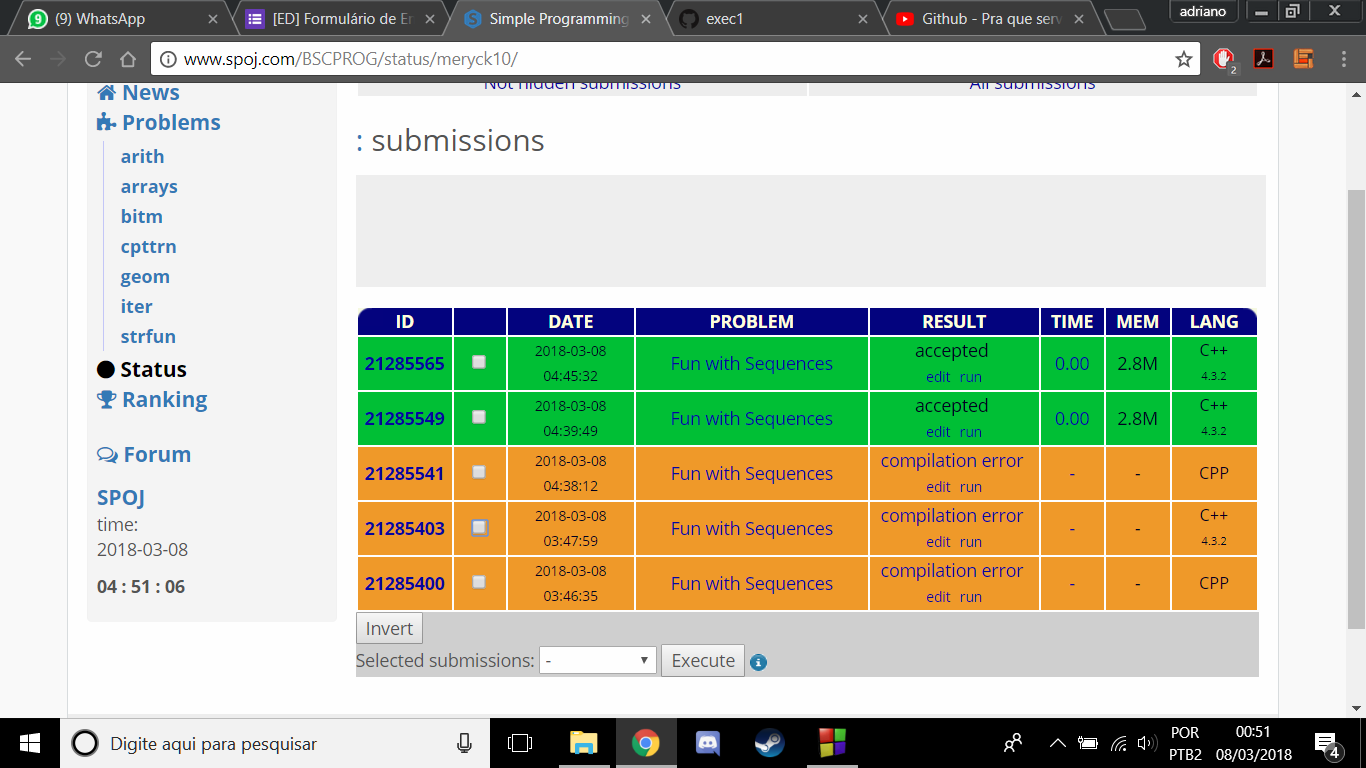 (9) WhatsApp
[ED] Formulário de En
Simple Programming
exec1
Github - Pra que serv
adriano
www.spoj.com/BSCPROG/status/meryck10/
2
News
Problems
arith
arrays
bitm
cpttrn
geom
iter
strfun
Status
Ranking
Forum
SPOJ
time:
2018-03-08
04 : 51 : 06
Not hidden submissions All submissions
: submissions
ID DATE PROBLEM RESULT TIME MEM LANG
21285565 2018-03-08 04:45:32 Fun with Sequences accepted edit run 0.00 2.8M C++ 4.3.2
21285549 2018-03-08 04:39:49 Fun with Sequences accepted edit run 0.00 2.8M C++ 4.3.2
21285541 2018-03-08 04:38:12 Fun with Sequences compilation error edit run - - CPP
21285403 2018-03-08 03:47:59 Fun with Sequences compilation error edit run - - C++ 4.3.2
21285400 2018-03-08 03:46:35 Fun with Sequences compilation error edit run - - CPP
Invert
Selected submissions: - Execute
Digite aqui para pesquisar
POR
PTB2
00:51
08/03/2018
4